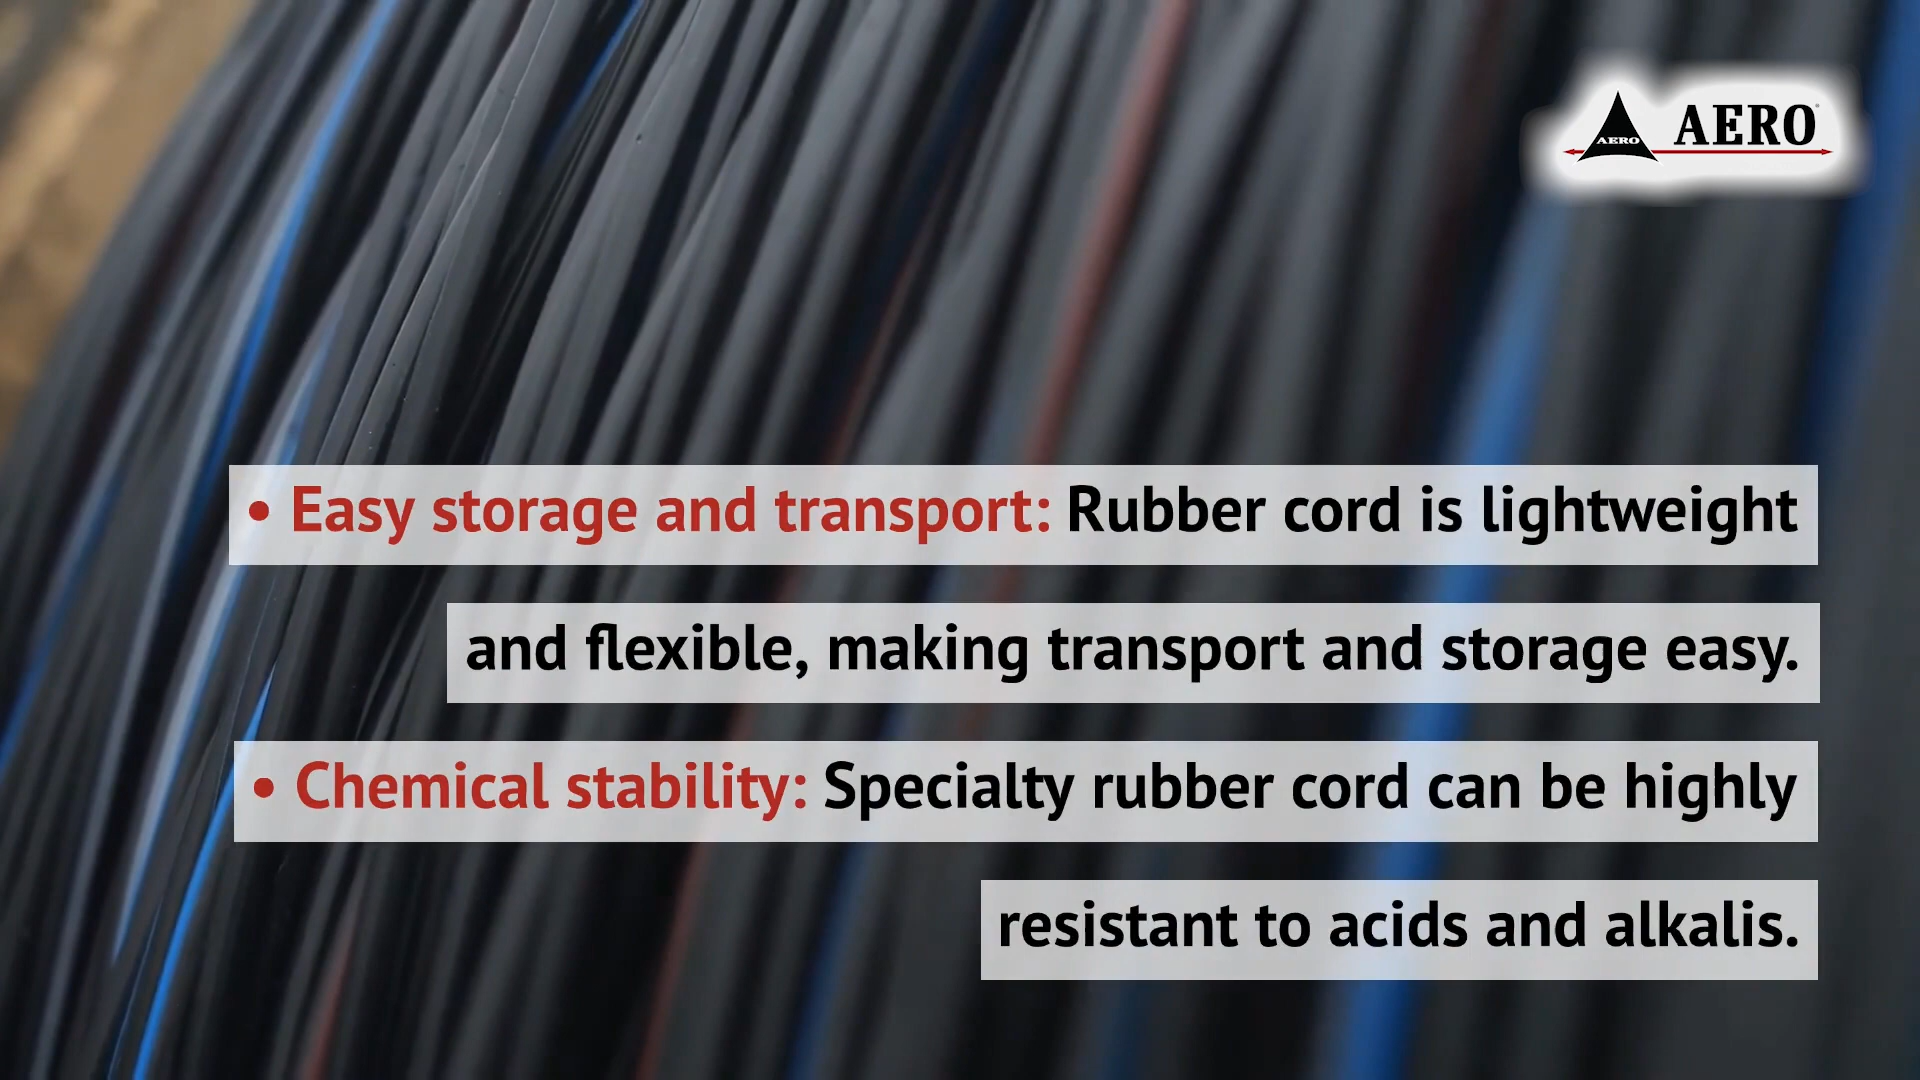 AERO
AERO
• Easy storage and transport: Rubber cord is lightweight
and flexible, making transport and storage easy.
• Chemical stability: Specialty rubber cord can be highly
resistant to acids and alkalis.